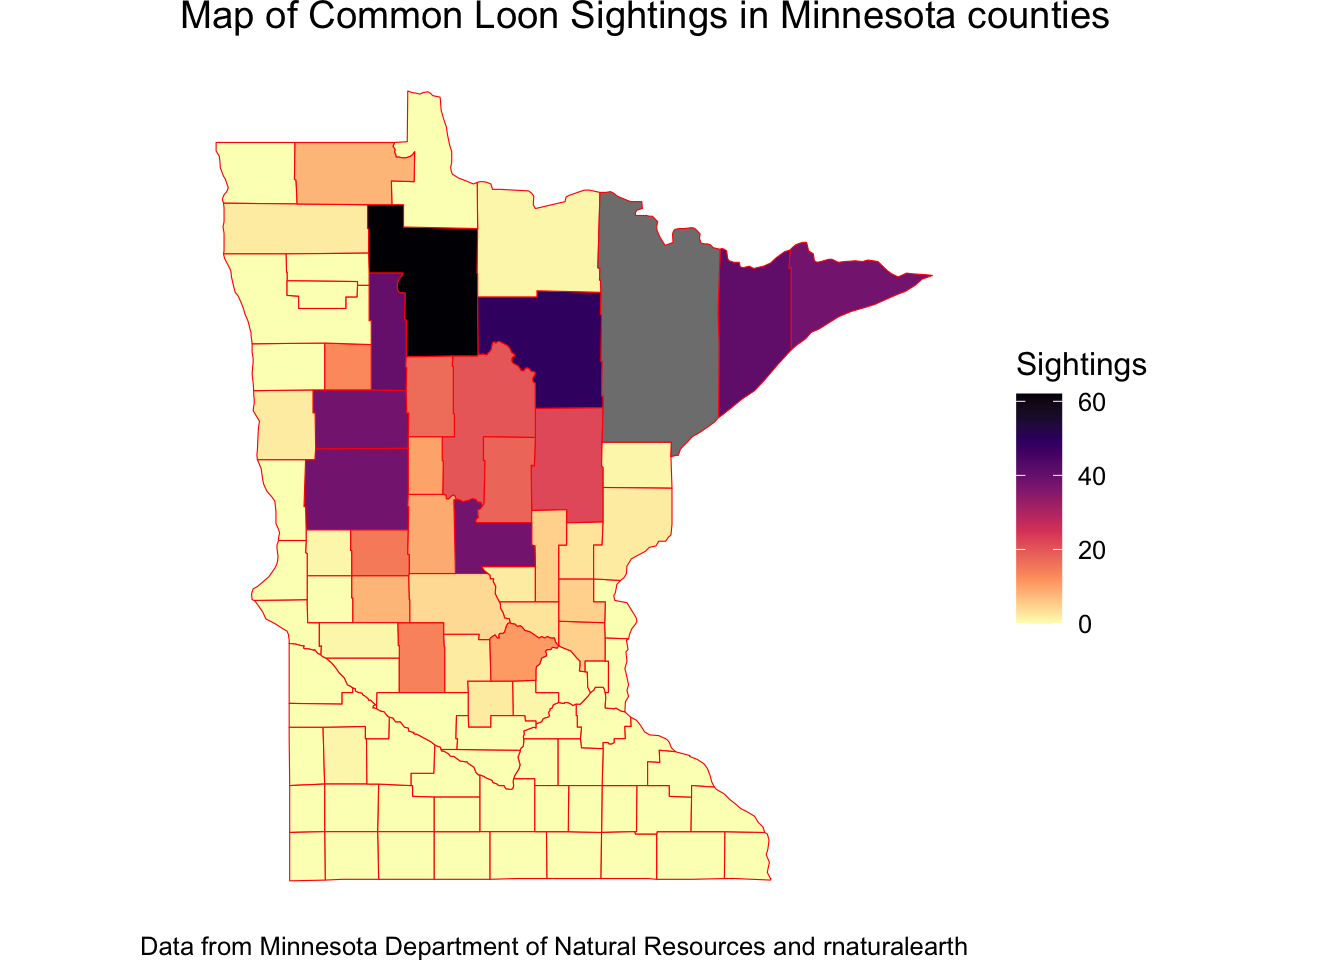 Map of Common Loon Sightings in Minnesota counties
Sightings
60
40
20
0
Data from Minnesota Department of Natural Resources and rnaturalearth